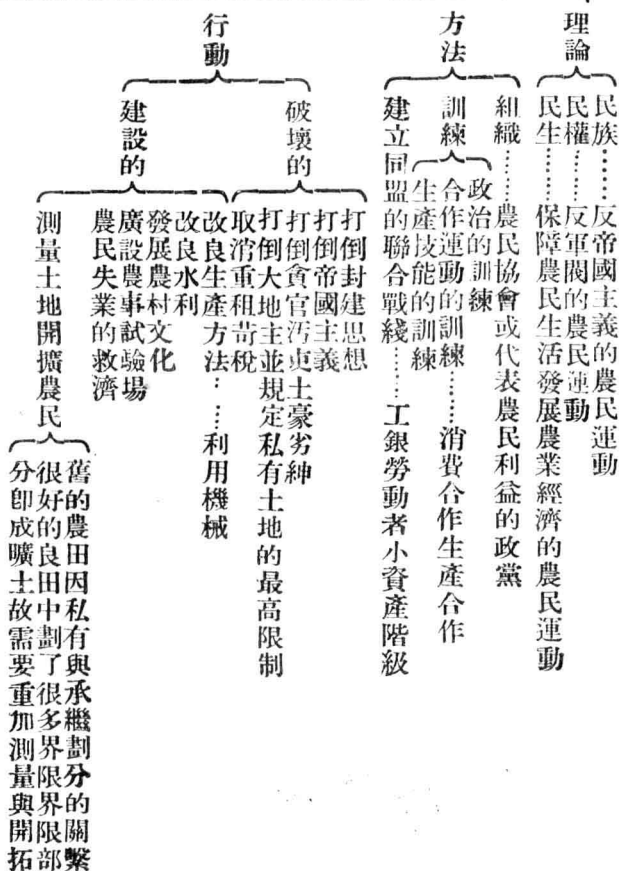 理論
民族……反帝國主義的農民運動
民權……反軍閥的農民運動
民生……保障農民生活發展農業經濟的農民運動
方法
組織……農民協會或代表農民利益的政黨
訓練
政治的訓練
合作運動的訓練……消費合作生產合作
生產技能的訓練
建立同盟的聯合戰綫……工銀勞動者小資產階級
行動
破壞的
打倒封建思想
打倒帝國主義
打倒貪官汚吏土豪劣紳
打倒大地主並規定私有土地的最高限制
取消重租苛稅
建設的
改良生產方法……利用機械
改良水利
發展農村文化
廣設農事試驗場
農民失業的救濟
測量土地開擴農民
舊的農田因私有與承繼劃分的關繫
很好的良田中劃了很多界限界限部
分卽成曠土故需要重加測量與開拓